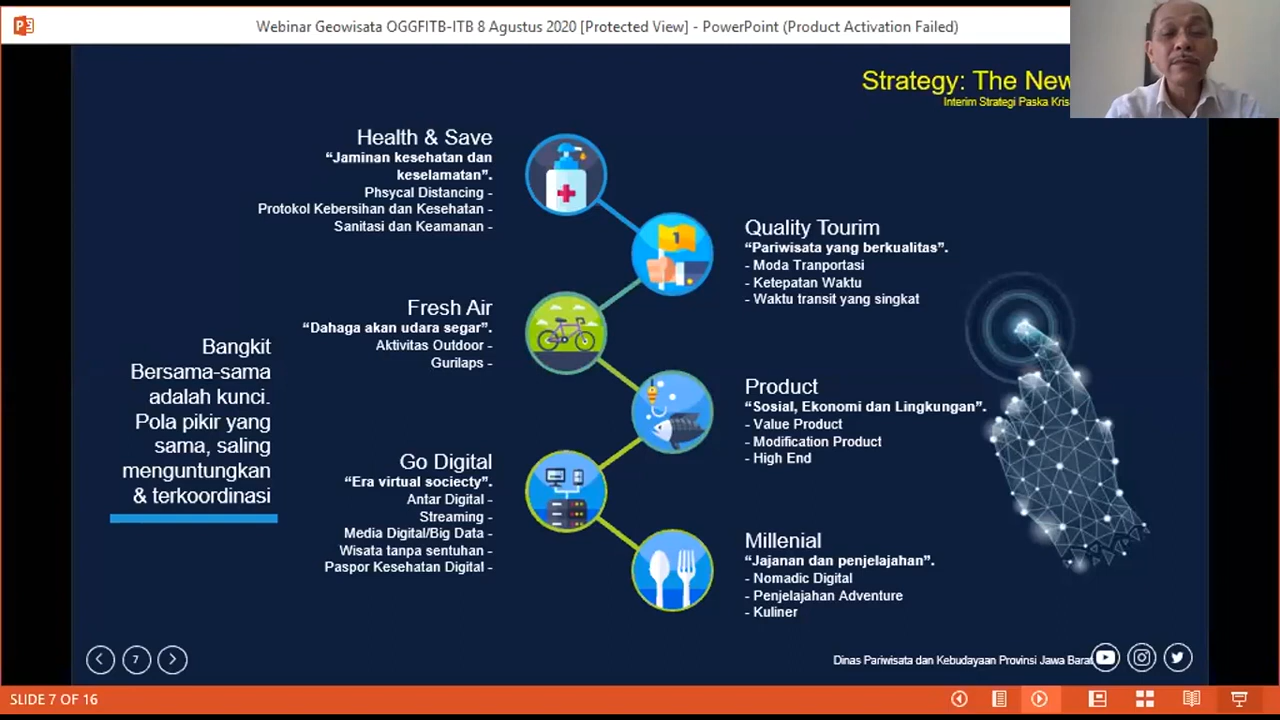 Webinar Geowisata OGGFITB-ITB 8 Agustus 2020 [Protected View] - PowerPoint (Product Activation Failed)
Strategy: The New
Interim Strategi Paska
Health & Save
“Jaminan kesehatan dan
keselamatan”.
Phsycal Distancing -
Protokol Kebersihan dan Kesehatan -
Sanitasi dan Keamanan -
Quality Tourim
“Pariwisata yang berkualitas”.
- Moda Tranportasi
- Ketepatan Waktu
- Waktu transit yang singkat
1
Fresh Air
“Dahaga akan udara segar”.
Aktivitas Outdoor -
Gurilaps -
Bangkit
Bersama-sama
adalah kunci.
Pola pikir yang
sama, saling
menguntungkan
& terkoordinasi
Product
“Sosial, Ekonomi dan Lingkungan”.
- Value Product
- Modification Product
- High End
Go Digital
“Era virtual sociecty”.
Antar Digital -
Streaming -
Media Digital/Big Data -
Wisata tanpa sentuhan -
Paspor Kesehatan Digital -
Millenial
“Jajanan dan penjelajahan”.
- Nomadic Digital
- Penjelajahan Adventure
- Kuliner
7
Dinas Pariwisata dan Kebudayaan Provinsi Jawa Barat
SLIDE 7 OF 16